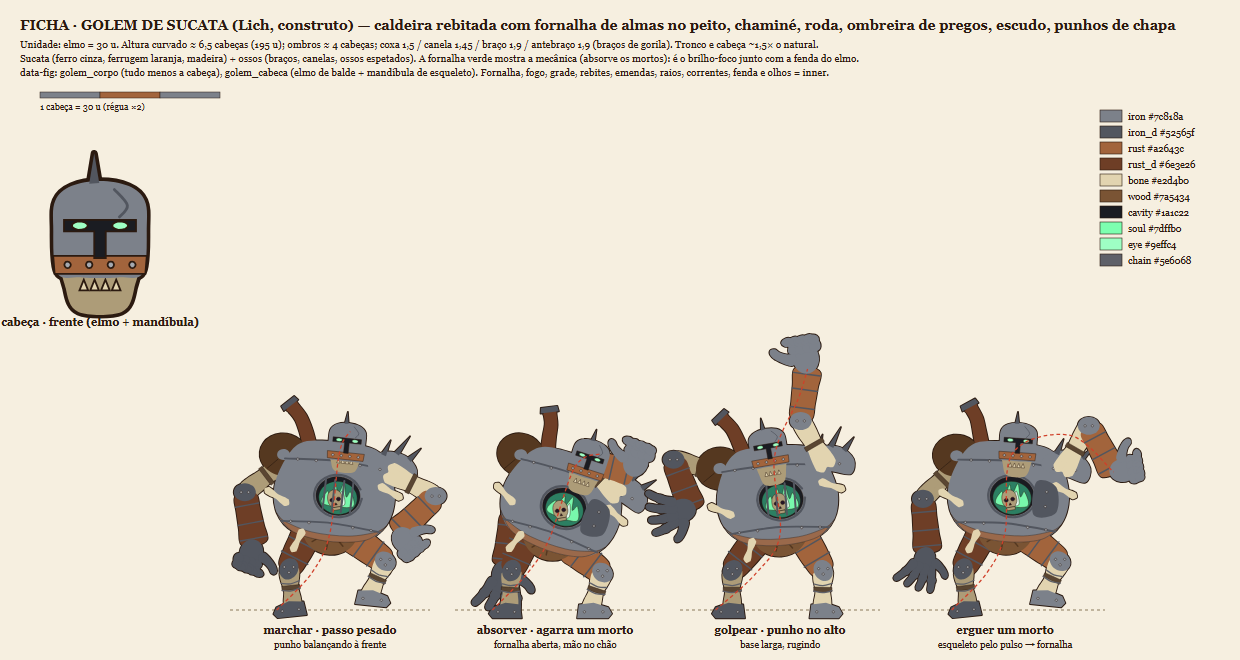 FICHA · GOLEM DE SUCATA (Lich, construto) — caldeira rebitada com fornalha de almas no peito, chaminé, roda, ombreira de pregos, escudo, punhos de chapa
Unidade: elmo = 30 u. Altura curvado ≈ 6,5 cabeças (195 u); ombros ≈ 4 cabeças; coxa 1,5 / canela 1,45 / braço 1,9 / antebraço 1,9 (braços de gorila). Tronco e cabeça ~1,5× o natural.
Sucata (ferro cinza, ferrugem laranja, madeira) + ossos (braços, canelas, ossos espetados). A fornalha verde mostra a mecânica (absorve os mortos): é o brilho-foco junto com a fenda do elmo.
data-fig: golem_corpo (tudo menos a cabeça), golem_cabeca (elmo de balde + mandíbula de esqueleto). Fornalha, fogo, grade, rebites, emendas, raios, correntes, fenda e olhos = inner.
1 cabeça = 30 u (régua ×2)
iron #7c818a
iron_d #52565f
rust #a2643c
rust_d #6e3e26
bone #e2d4b0
wood #7a5434
cavity #1a1c22
soul #7dffb0
eye #9effc4
chain #5e6068
cabeça · frente (elmo + mandíbula)
marchar · passo pesado
punho balançando à frente
absorver · agarra um morto
fornalha aberta, mão no chão
golpear · punho no alto
base larga, rugindo
erguer um morto
esqueleto pelo pulso → fornalha